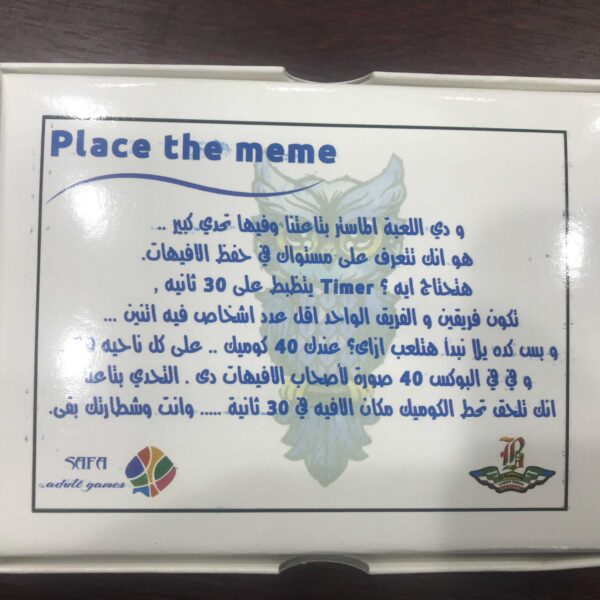 Place the meme
و دي اللعبة الماستر بتاعتنا وفيها تحدي كبير ..
هو انك تتعرف على مستواك في حفظ الافيهات.
هتحتاج ايه ؟ Timer يتظبط على 30 ثانيه ,
تكون فريقين و الفريق الواحد اقل عدد اشخاص فيه اتنين ...
و بس كده يلا نبدأ هتلعب ازاى؟ عندك 40 كوميك .. على كل ناحيه
و في في البوكس 40 صورة لأصحاب الافيهات دى . التحدي بتاعنا
انك تلحق تحط الكوميك مكان الافيه في 30 ثانية ..... وانت وشطارتك بقى.
SAFA
adult games
B